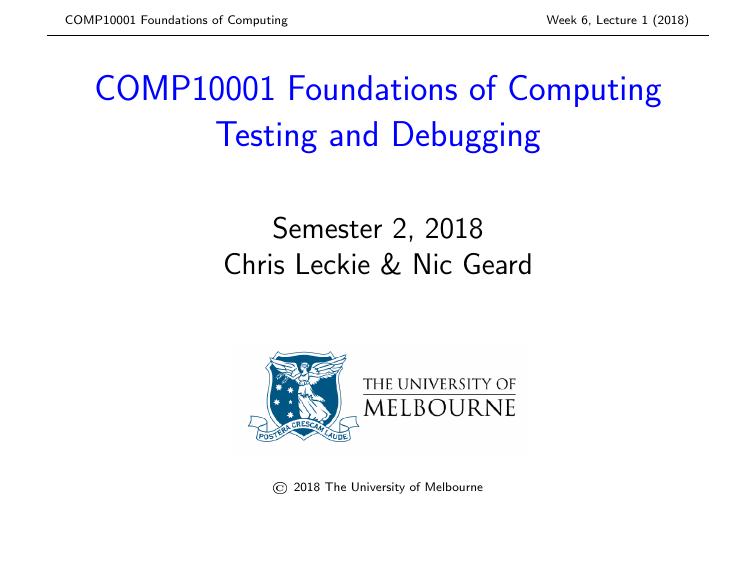 COMP10001 Foundations of Computing Week 6, Lecture 1 (2018)
COMP10001 Foundations of Computing
Testing and Debugging
Semester 2, 2018
Chris Leckie & Nic Geard
THE UNIVERSITY OF
MELBOURNE
POSTERA CRESCAM LAUDE
© 2018 The University of Melbourne